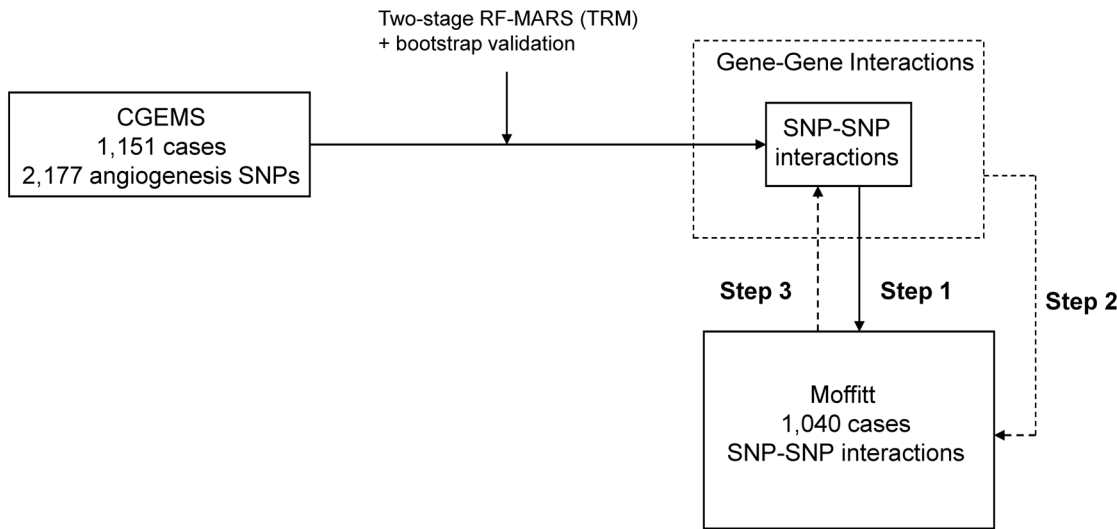 Two-stage RF-MARS (TRM)
+ bootstrap validation
Gene-Gene Interactions
CGEMS
1,151 cases
2,177 angiogenesis SNPs
SNP-SNP
interactions
Step 3
Step 1
Step 2
Moffitt
1,040 cases
SNP-SNP interactions